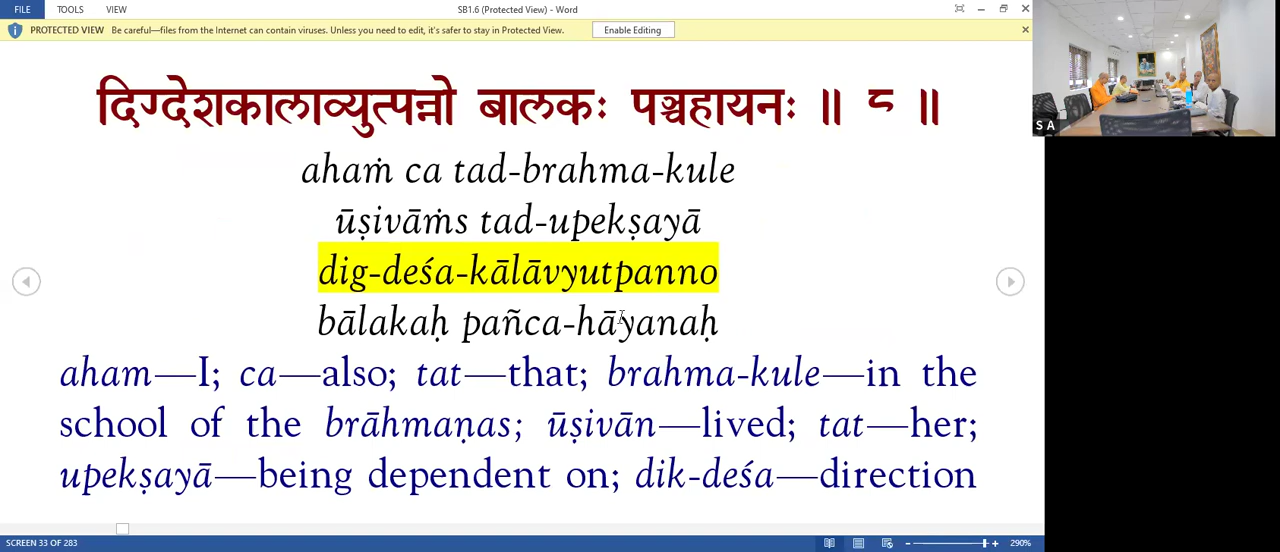 FILE TOOLS VIEW SB1.6 (Protected View) - Word
PROTECTED VIEW Be careful—files from the Internet can contain viruses. Unless you need to edit, it's safer to stay in Protected View. Enable Editing
दिग्देशकालाव्युत्पन्नो बालकः पञ्चहायनः ॥ ८ ॥
ahaṁ ca tad-brahma-kule
ūṣivāṁs tad-upekṣayā
dig-deśa-kālāvyutpanno
bālakaḥ pañca-hāyanaḥ
aham—I; ca—also; tat—that; brahma-kule—in the
school of the brāhmaṇas; ūṣivān—lived; tat—her;
upekṣayā—being dependent on; dik-deśa—direction
S A
SCREEN 33 OF 283 290%